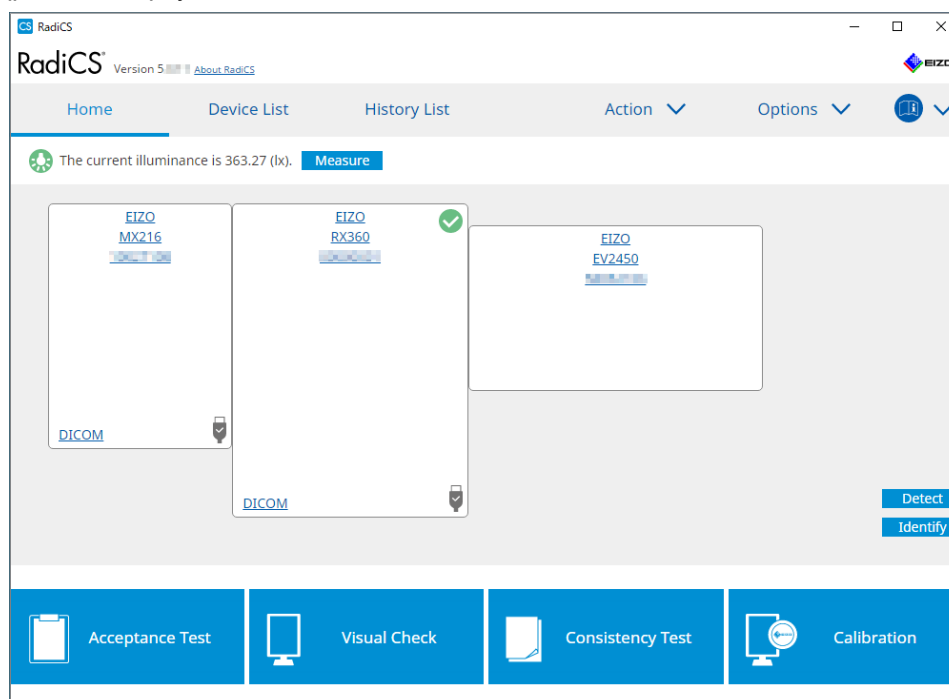 CS RadiCS
RadiCS Version 5. About RadiCS
EIZO
Home Device List History List Action Options
The current illuminance is 363.27 (lx). Measure
EIZO
MX216
DICOM
EIZO
RX360
DICOM
EIZO
EV2450
Detect
Identify
Acceptance Test Visual Check Consistency Test Calibration